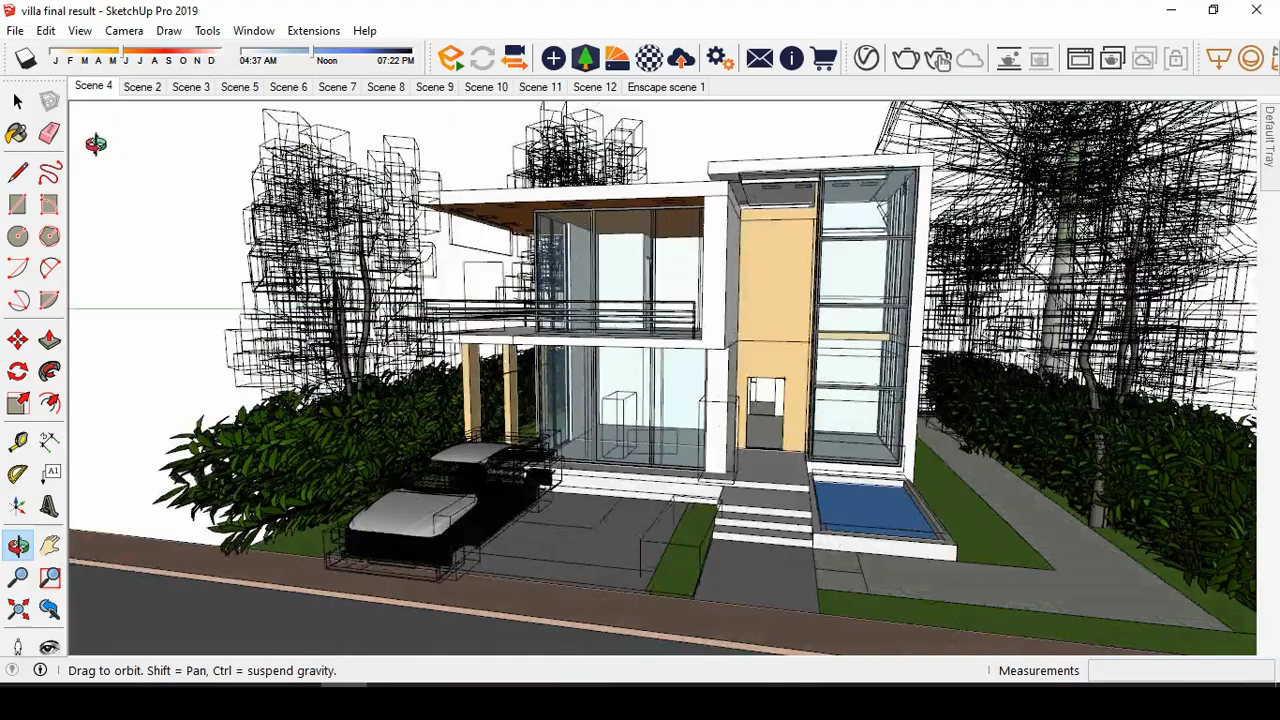 villa final result - SketchUp Pro 2019
File Edit Camera Draw Tools Window Extensions Help
J F M A M J J A S O N D
04:37 AM Noon 07:22 PM
Scene 4 Scene 2 Scene 3 Scene 5 Scene 6 Scene 7 Scene 8 Scene 9 Scene 10 Scene 11 Scene 12 Enscape scene 1
Default Tray
AI
Drag to orbit. Shift = Pan, Ctrl = suspend gravity.
Measurements